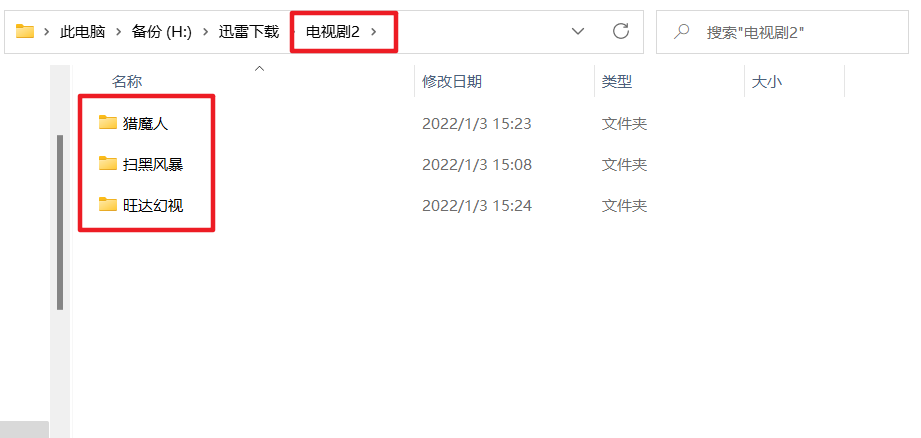 此电脑 > 备份 (H:) > 迅雷下载 > 电视剧2 > 搜索"电视剧2"
名称 修改日期 类型 大小
猎魔人 2022/1/3 15:23 文件夹
扫黑风暴 2022/1/3 15:08 文件夹
旺达幻视 2022/1/3 15:24 文件夹